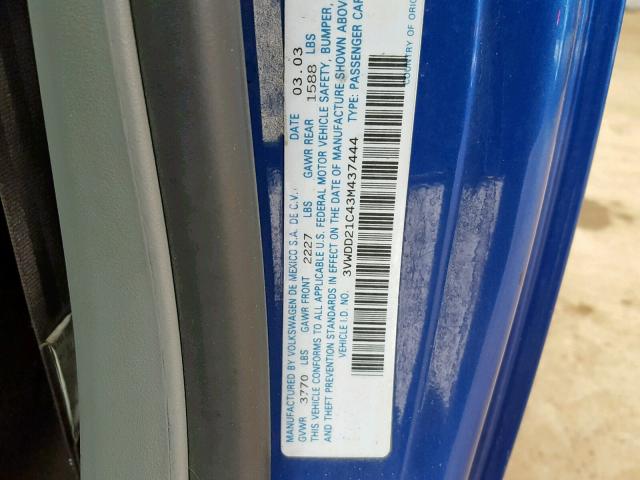 MANUFACTURED BY VOLKSWAGEN DE MEXICO S.A. DE C.V. DATE 03.03
GVWR 3770 LBS GAWR FRONT 2227 LBS GAWR REAR 1588 LBS
THIS VEHICLE CONFORMS TO ALL APPLICABLE U.S. FEDERAL MOTOR VEHICLE SAFETY, BUMPER,
AND THEFT PREVENTION STANDARDS IN EFFECT ON THE DATE OF MANUFACTURE SHOWN ABOV
VEHICLE I.D. NO. 3VWDD21C43M437444 TYPE: PASSENGER CAR
COUNTRY OF ORIG